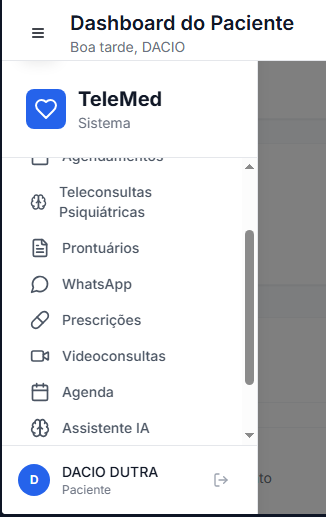 Dashboard do Paciente
Boa tarde, DACIO
TeleMed
Sistema
Agendamentos
Teleconsultas
Psiquiátricas
Prontuários
WhatsApp
Prescrições
Videoconsultas
Agenda
Assistente IA
D
DACIO DUTRA
Paciente
to